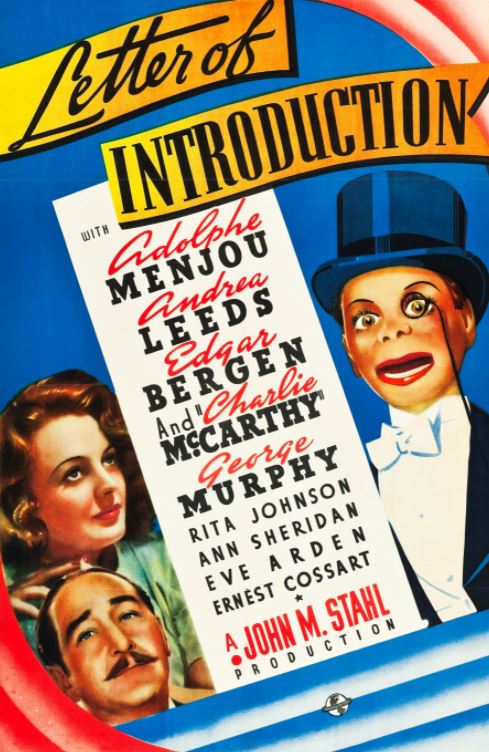 Letter of
INTRODUCTION
WITH
Adolphe
MENJOU
Andrea
LEEDS
Edgar
BERGEN
And "Charlie
McCARTHY"
George
MURPHY
RITA JOHNSON
ANN SHERIDAN
EVE ARDEN
ERNEST COSSART
A JOHN M. STAHL
PRODUCTION